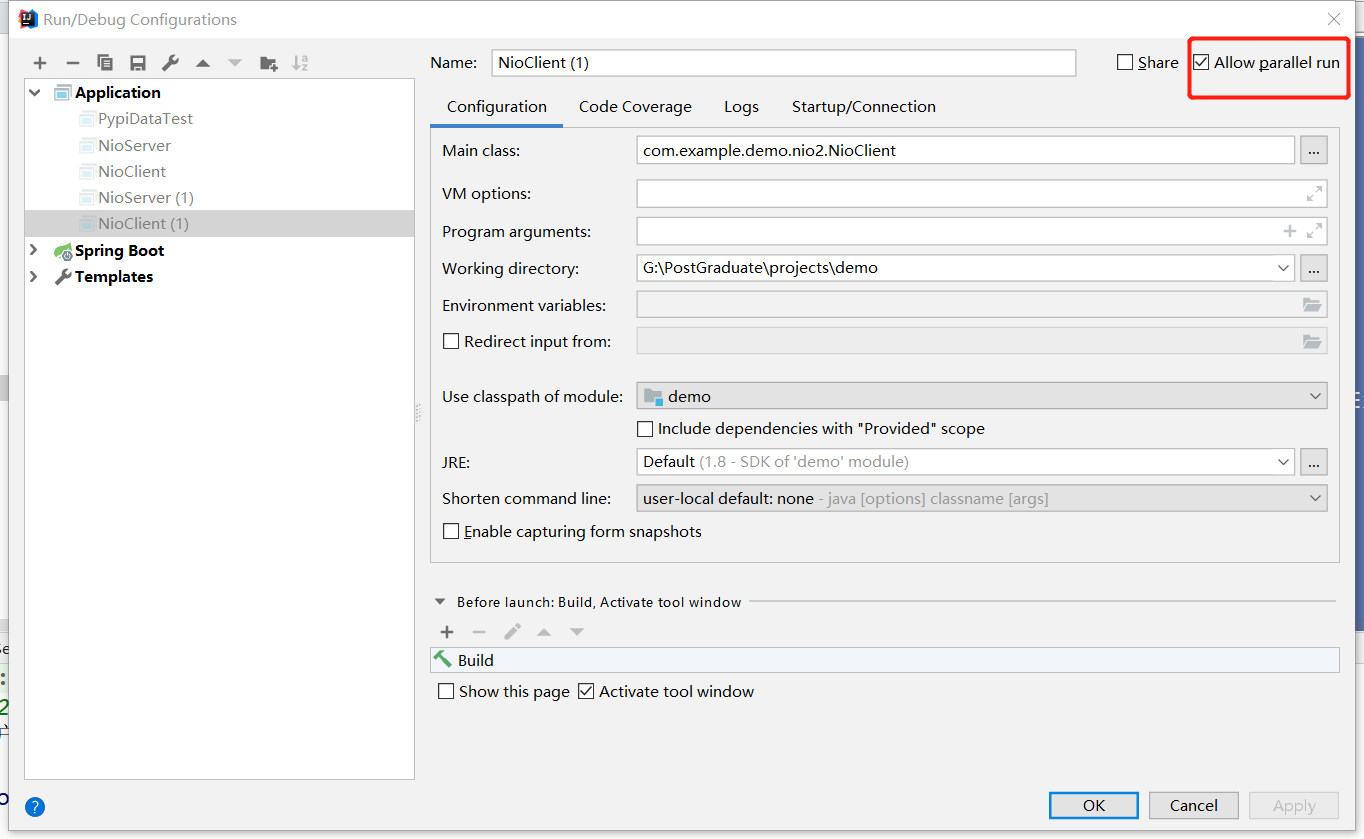 Run/Debug Configurations
Name: NioClient (1) Share Allow parallel run
Application
PypiDataTest
NioServer
NioClient
NioServer (1)
NioClient (1)
Spring Boot
Templates
Configuration Code Coverage Logs Startup/Connection
Main class: com.example.demo.nio2.NioClient ...
VM options:
Program arguments:
Working directory: G:\PostGraduate\projects\demo ...
Environment variables:
Redirect input from:
Use classpath of module: demo
Include dependencies with "Provided" scope
JRE: Default (1.8 - SDK of 'demo' module) ...
Shorten command line: user-local default: none - java [options] classname [args]
Enable capturing form snapshots
Before launch: Build, Activate tool window
Build
Show this page Activate tool window
? OK Cancel Apply